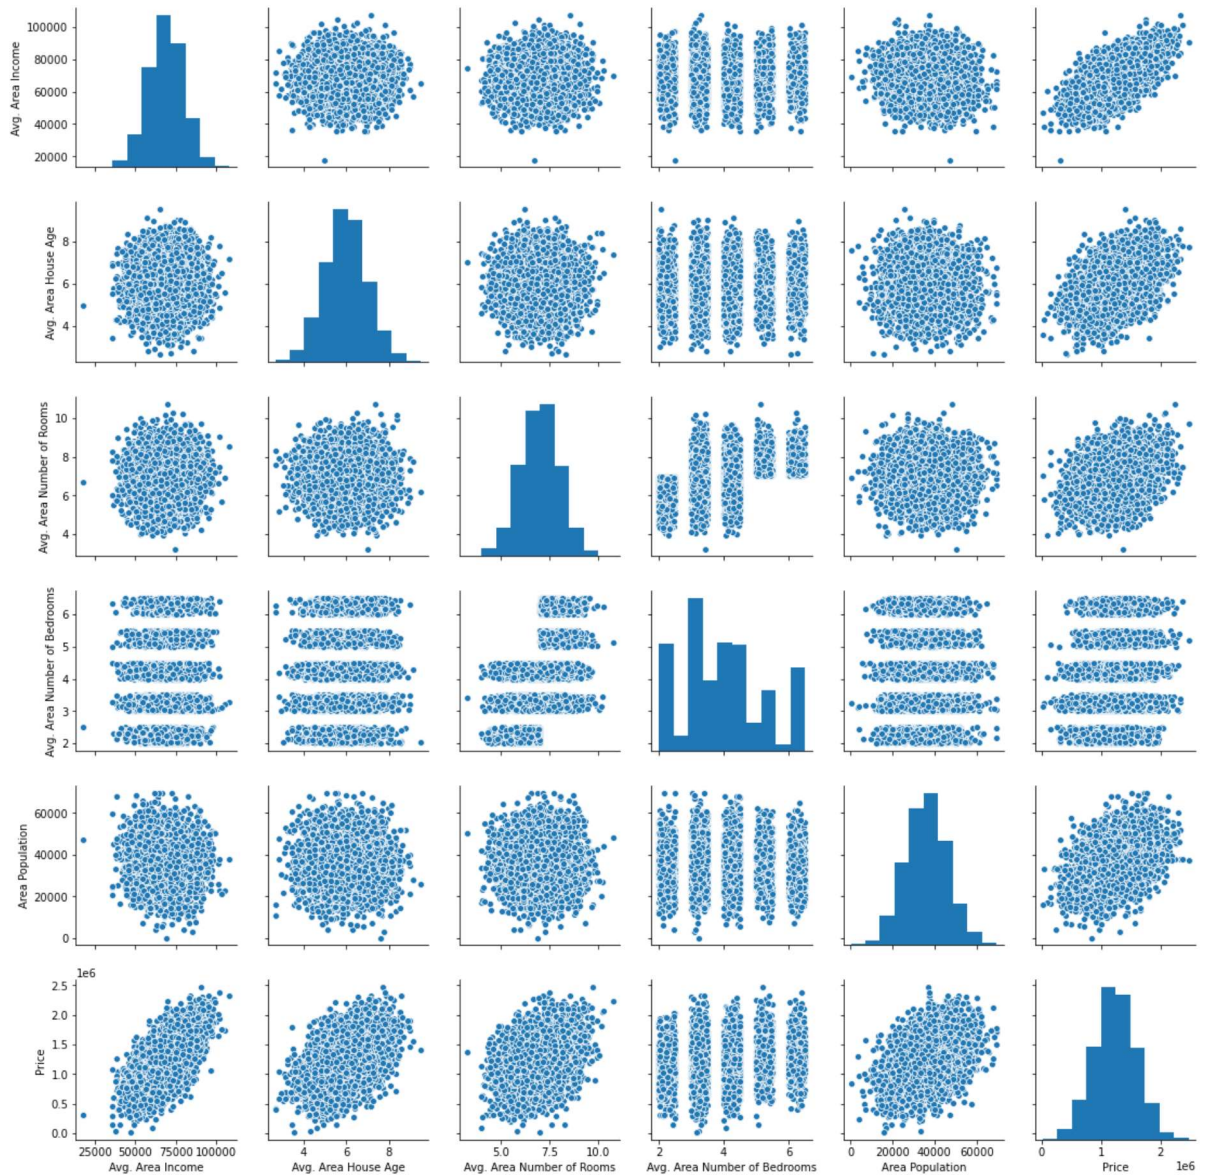 100000
80000
60000
40000
20000
Avg. Area Income
8
6
4
Avg. Area House Age
10
8
6
4
Avg. Area Number of Rooms
6
5
4
3
2
Avg. Area Number of Bedrooms
60000
40000
20000
0
Area Population
1e6
2.5
2.0
1.5
1.0
0.5
0.0
Price
25000 50000 75000 100000
Avg. Area Income
4 6 8
Avg. Area House Age
5.0 7.5 10.0
Avg. Area Number of Rooms
2 4 6
Avg. Area Number of Bedrooms
0 20000 40000 60000
Area Population
0 1 2
Price
1e6